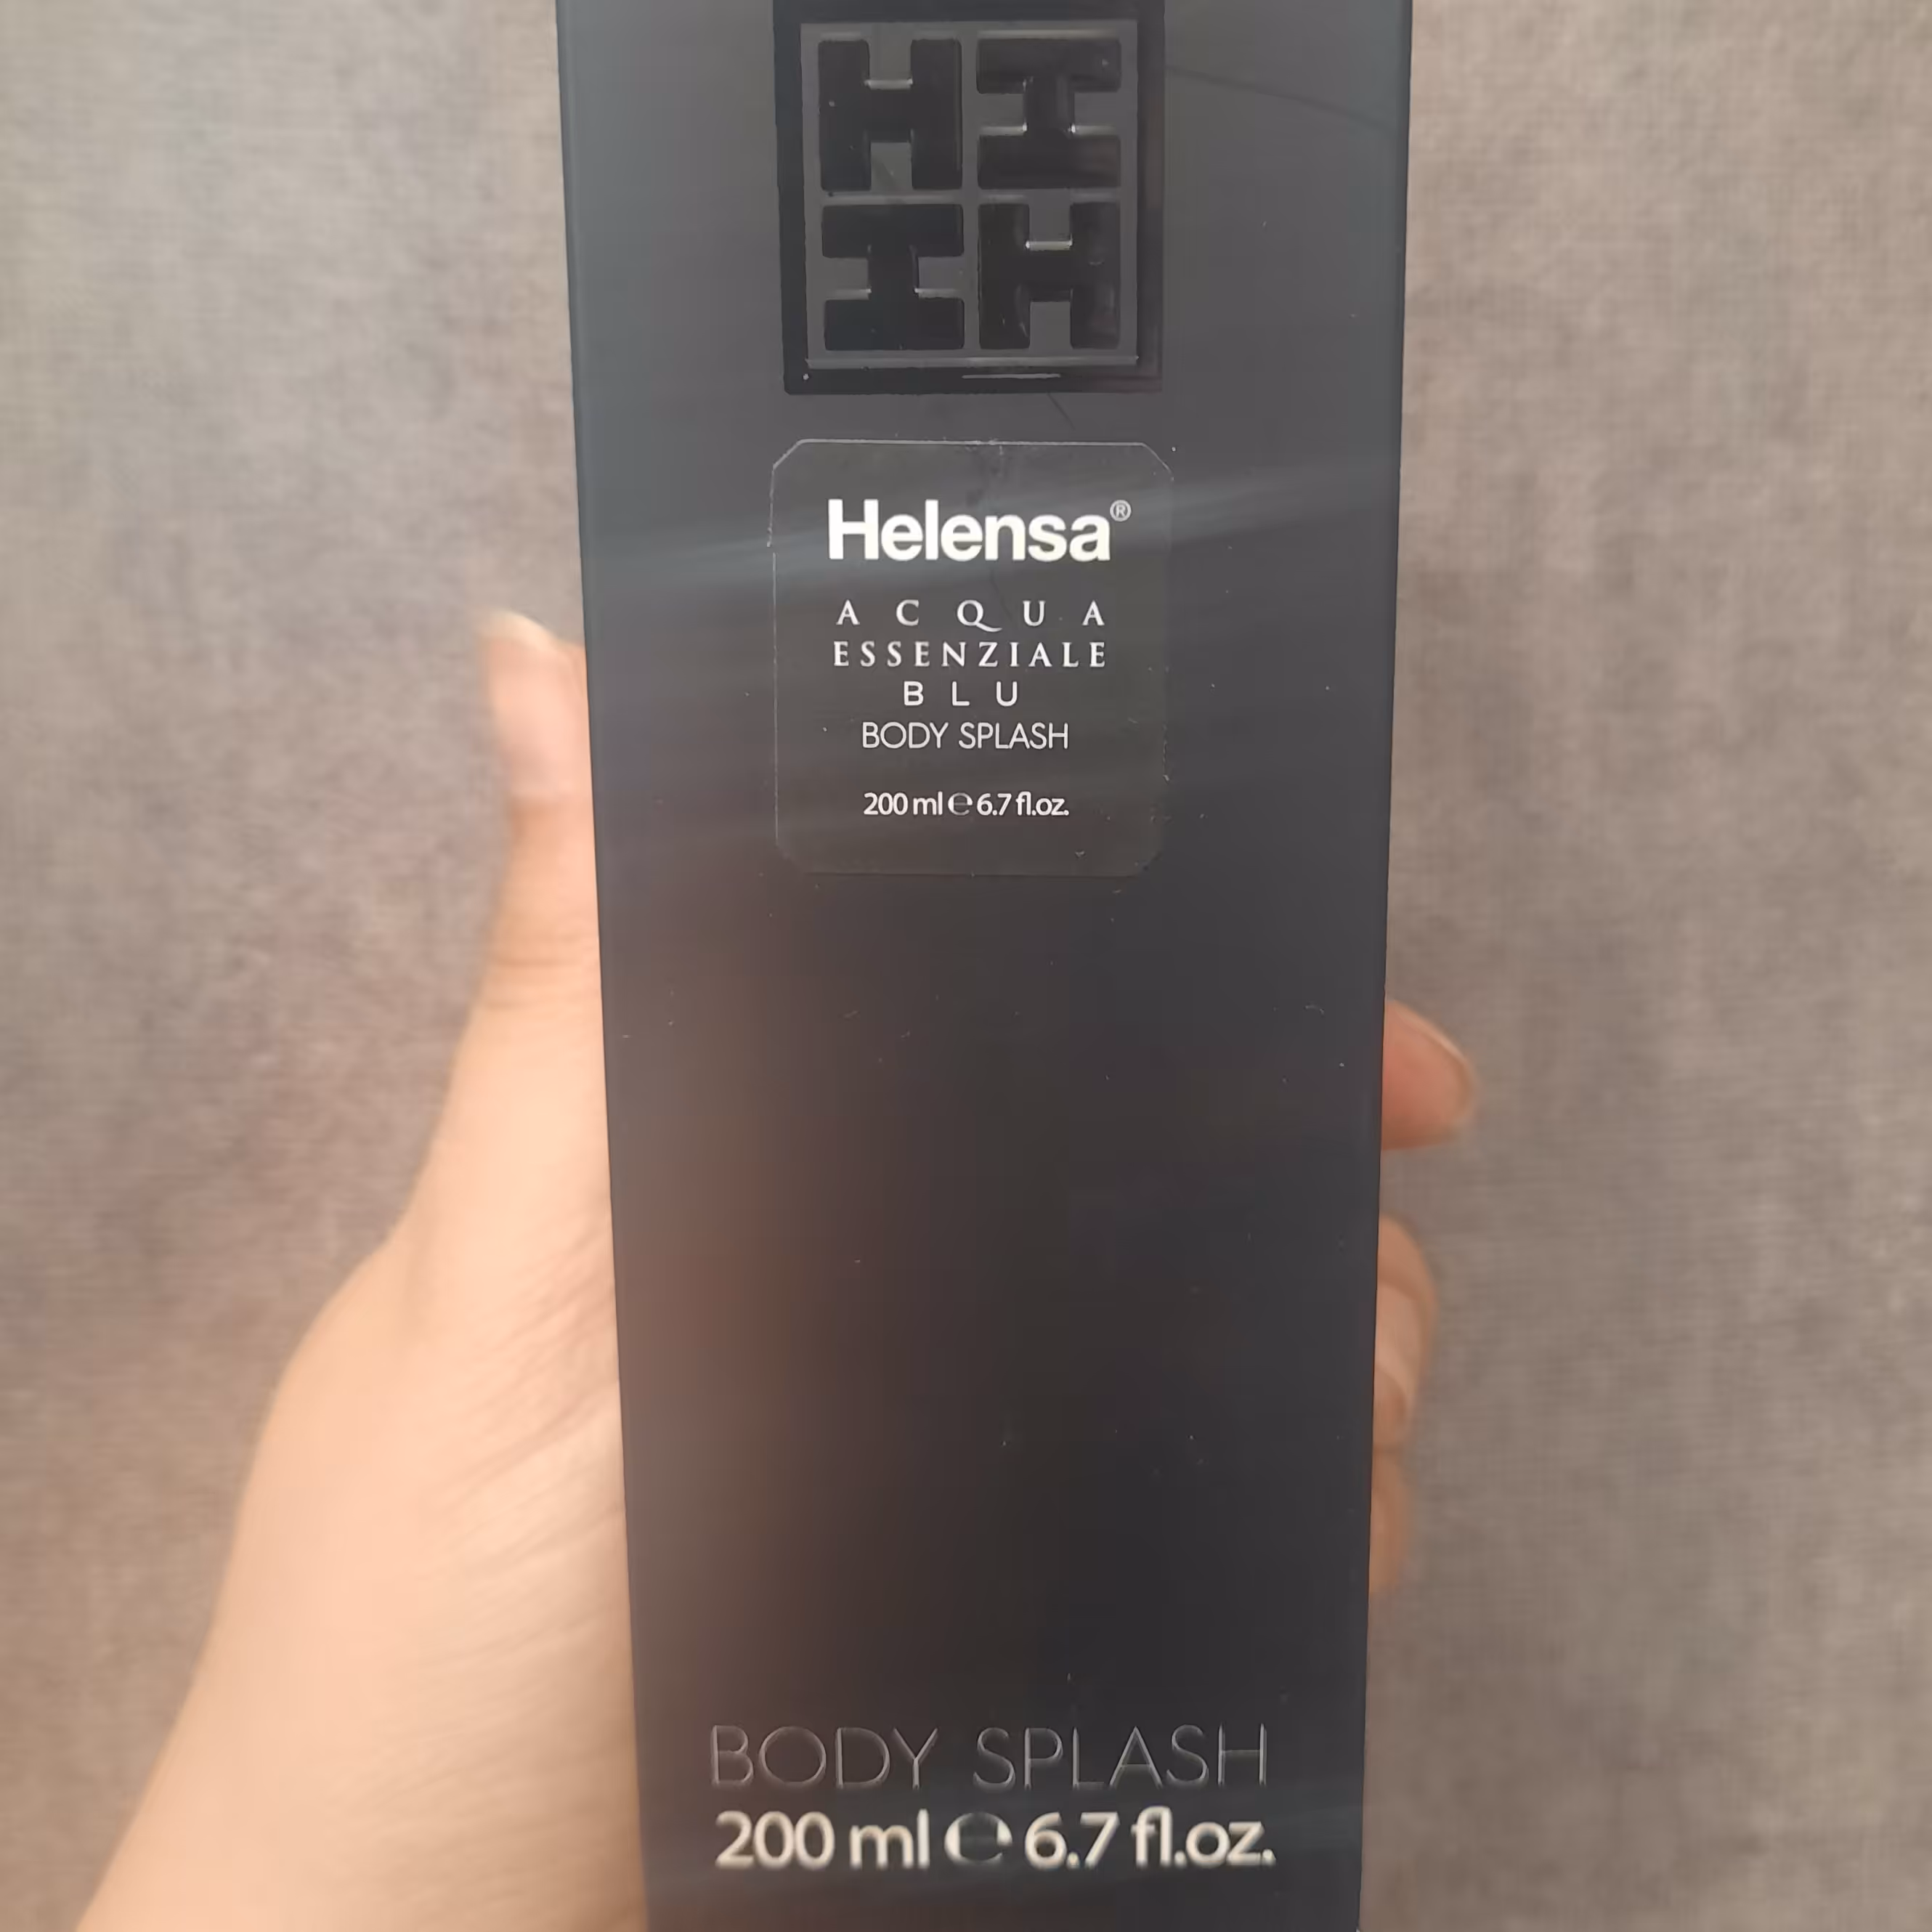 H H
H H
Helensa®
ACQUA
ESSENZIALE
BLU
BODY SPLASH
200 ml ℮ 6.7 fl.oz.
BODY SPLASH
200 ml ℮ 6.7 fl.oz.